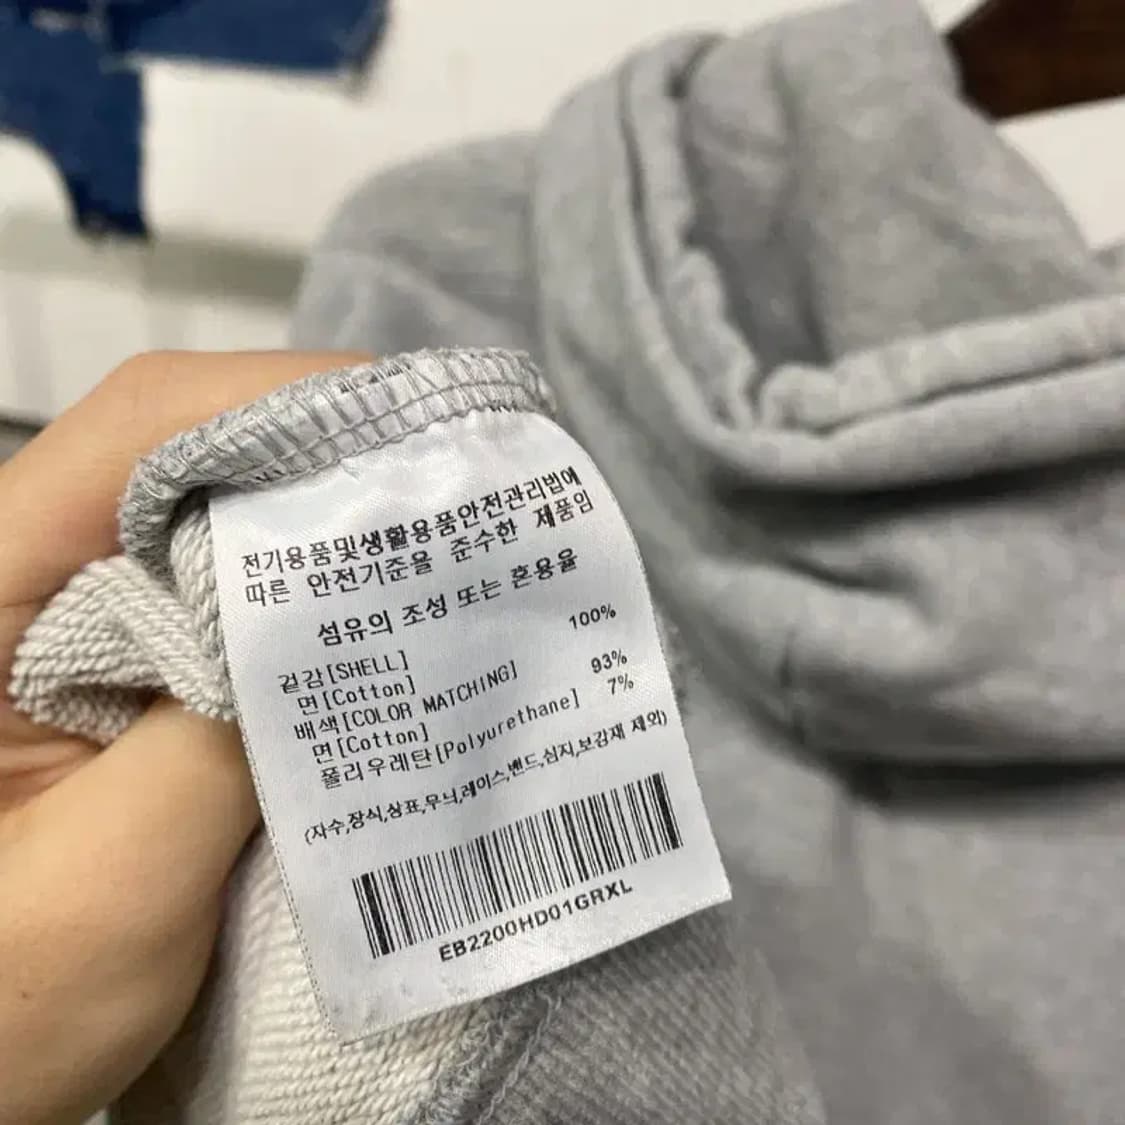 전기용품및생활용품안전관리법에
따른 안전기준을 준수한 제품임
섬유의 조성 또는 혼용율
겉감[SHELL]
면[Cotton] 100%
배색[COLOR MATCHING]
면[Cotton] 93%
폴리우레탄[Polyurethane] 7%
(자수,장식,상표,무늬,레이스,밴드,심지,보강재 제외)
EB2200HD01GRXL